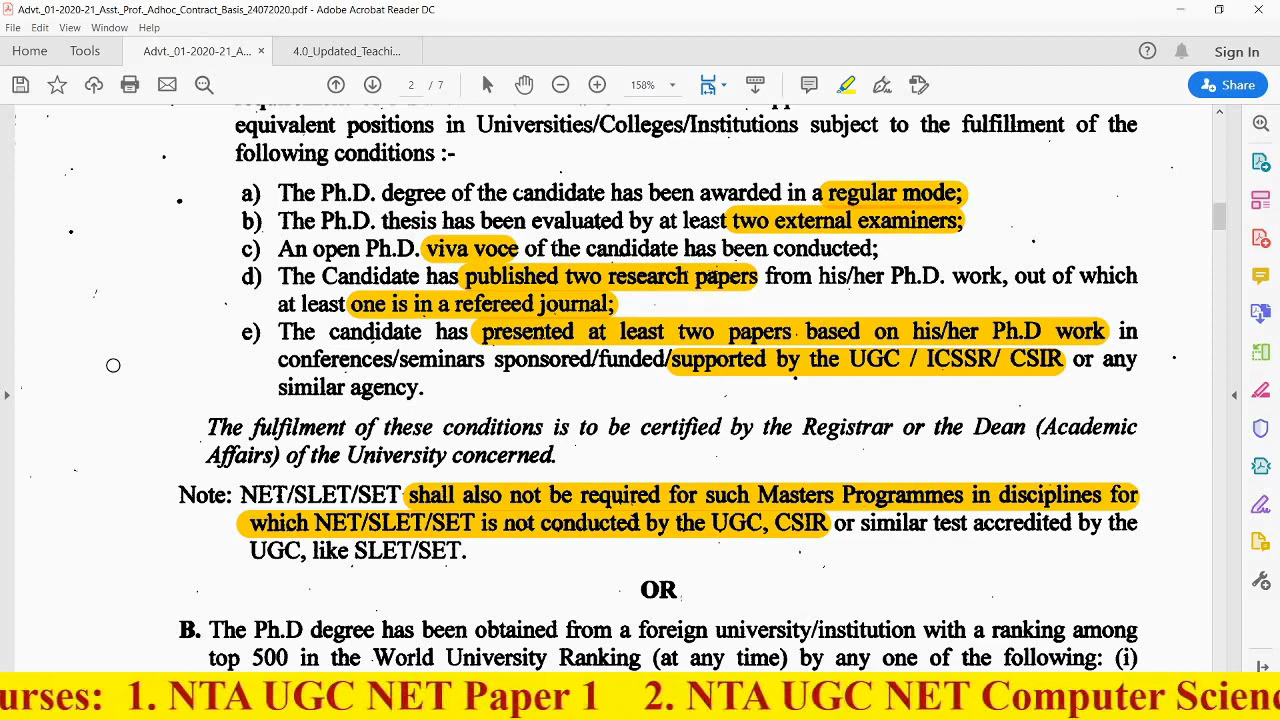 Advt._01-2020-21_Asst._Prof._Adhoc_Contract_Basis_24072020.pdf - Adobe Acrobat Reader DC
File Edit View Window Help
Home Tools Advt._01-2020-21_A... × 4.0_Updated_Teachi... Sign In
2 / 7 158% Share
equivalent positions in Universities/Colleges/Institutions subject to the fulfillment of the
following conditions :-
a) The Ph.D. degree of the candidate has been awarded in a regular mode;
b) The Ph.D. thesis has been evaluated by at least two external examiners;
c) An open Ph.D. viva voce of the candidate has been conducted;
d) The Candidate has published two research papers from his/her Ph.D. work, out of which
at least one is in a refereed journal;
e) The candidate has presented at least two papers based on his/her Ph.D work in
conferences/seminars sponsored/funded/supported by the UGC / ICSSR/ CSIR or any
similar agency.
The fulfilment of these conditions is to be certified by the Registrar or the Dean (Academic
Affairs) of the University concerned.
Note: NET/SLET/SET shall also not be required for such Masters Programmes in disciplines for
which NET/SLET/SET is not conducted by the UGC, CSIR or similar test accredited by the
UGC, like SLET/SET.
OR
B. The Ph.D degree has been obtained from a foreign university/institution with a ranking among
top 500 in the World University Ranking (at any time) by any one of the following: (i)
urses: 1. NTA UGC NET Paper 1 2. NTA UGC NET Computer Scienc